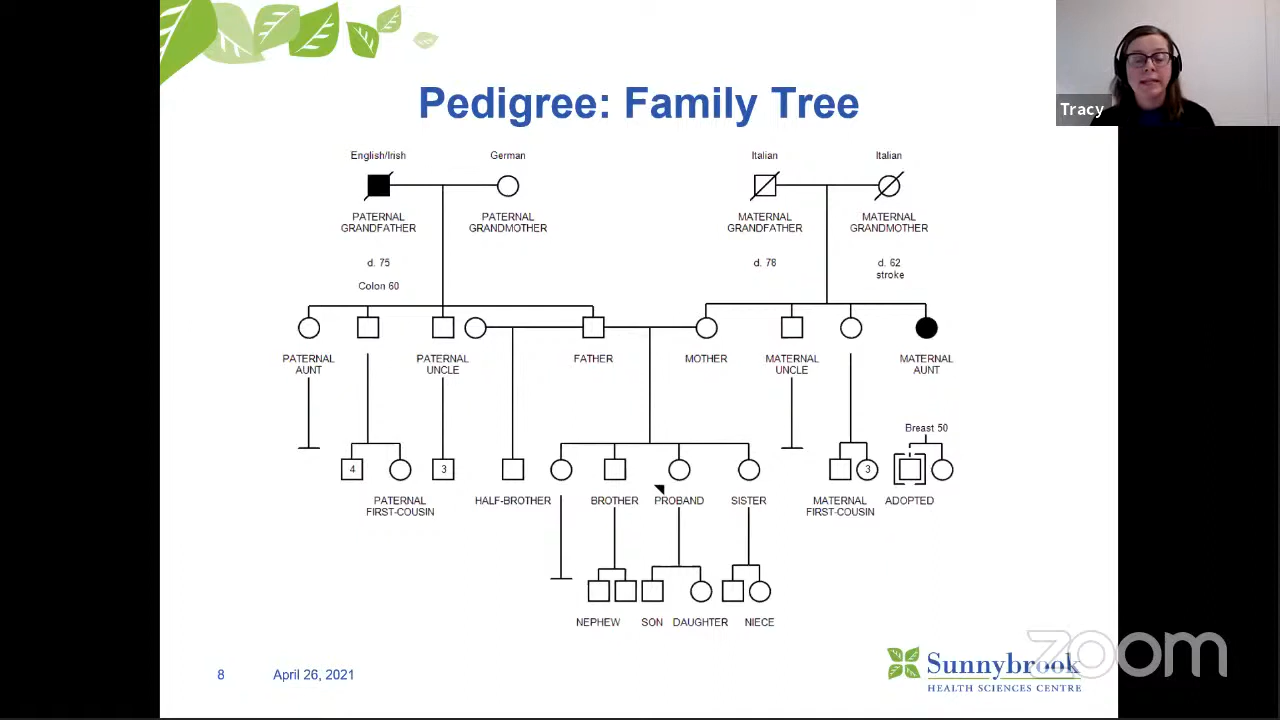 Tracy
Pedigree: Family Tree
English/Irish
German
Italian
Italian
PATERNAL
GRANDFATHER
PATERNAL
GRANDMOTHER
MATERNAL
GRANDFATHER
MATERNAL
GRANDMOTHER
d. 75
d. 78
d. 62
stroke
Colon 60
PATERNAL
AUNT
PATERNAL
UNCLE
FATHER
MOTHER
MATERNAL
UNCLE
MATERNAL
AUNT
Breast 50
4
3
3
PATERNAL
FIRST-COUSIN
HALF-BROTHER
BROTHER
PROBAND
SISTER
MATERNAL
FIRST-COUSIN
ADOPTED
NEPHEW
SON
DAUGHTER
NIECE
8
April 26, 2021
Sunnybrook
HEALTH SCIENCES CENTRE
zoom